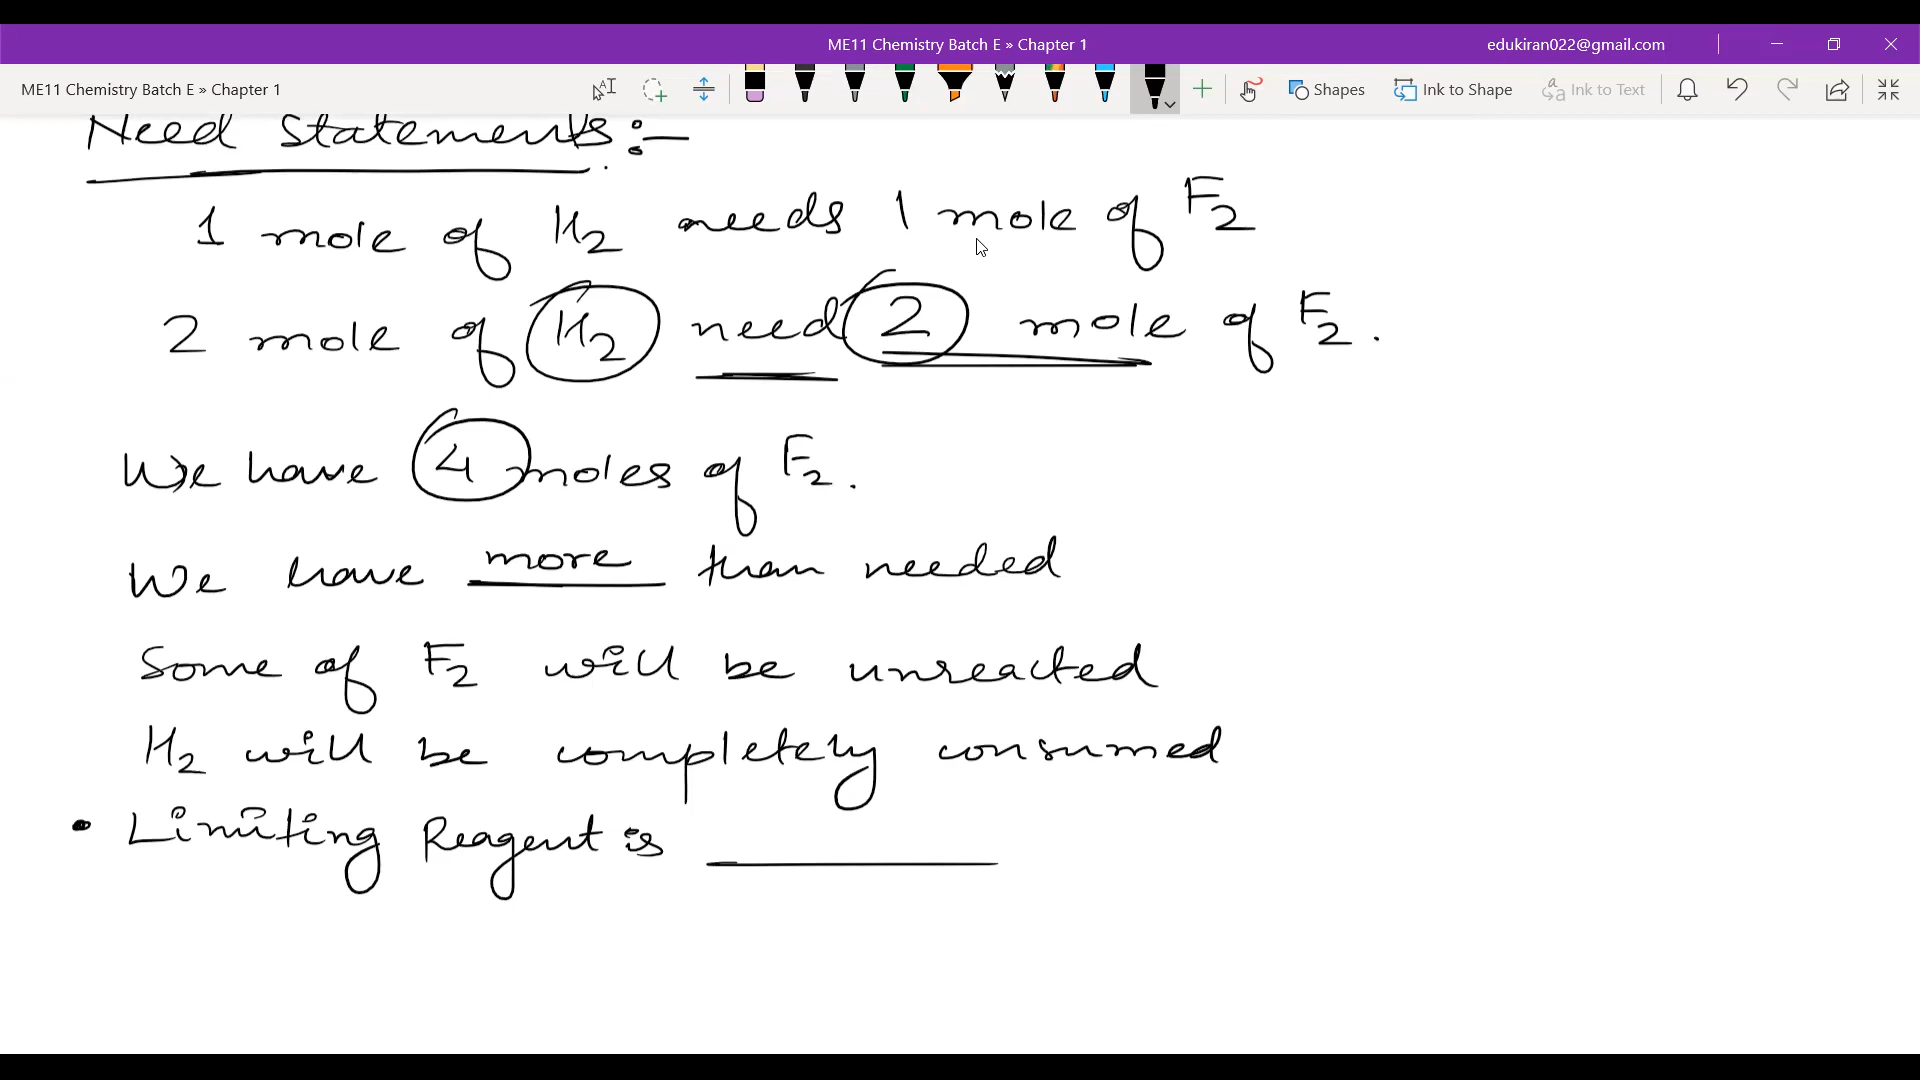 ME11 Chemistry Batch E » Chapter 1
edukiran022@gmail.com
ME11 Chemistry Batch E » Chapter 1
Shapes
Ink to Shape
Ink to Text
Need Statements :-
1 mole of H₂ needs 1 mole of F₂
2 mole of H₂ need 2 mole of F₂.
We have 4 moles of F₂.
We have more than needed
Some of F₂ will be unreacted
H₂ will be completely consumed
• Limiting Reagent is ________